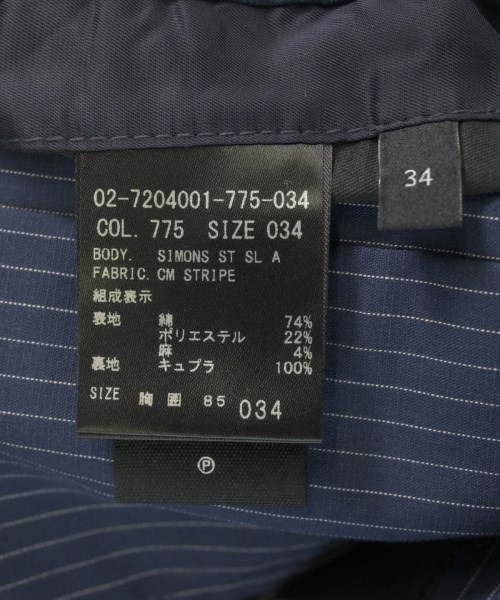 02-7204001-775-034
COL. 775 SIZE 034
BODY. SIMONS ST SL A
FABRIC. CM STRIPE
組成表示
表地 綿 74%
ポリエステル 22%
麻 4%
裏地 キュプラ 100%
SIZE 胸囲 85 034
34
P